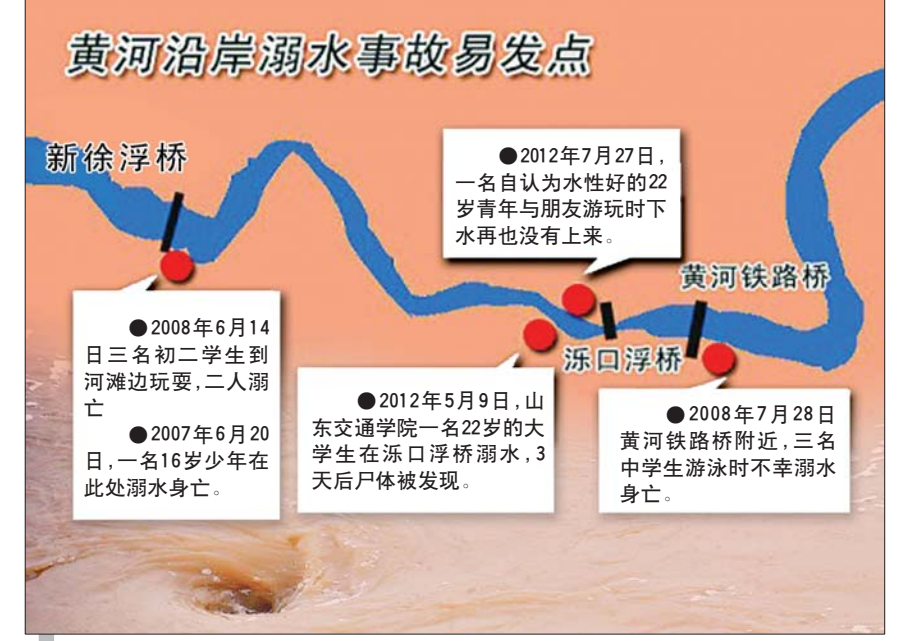 黄河沿岸溺水事故易发点
新徐浮桥
●2012年7月27日,
一名自认为水性好的22
岁青年与朋友游玩时下
水再也没有上来。
黄河铁路桥
泺口浮桥
●2008年6月14
日三名初二学生到
河滩边玩耍,二人溺
亡
●2007年6月20
日,一名16岁少年在
此处溺水身亡。
●2012年5月9日,山
东交通学院一名22岁的大
学生在泺口浮桥溺水,3
天后尸体被发现。
●2008年7月28日
黄河铁路桥附近,三名
中学生游泳时不幸溺水
身亡。